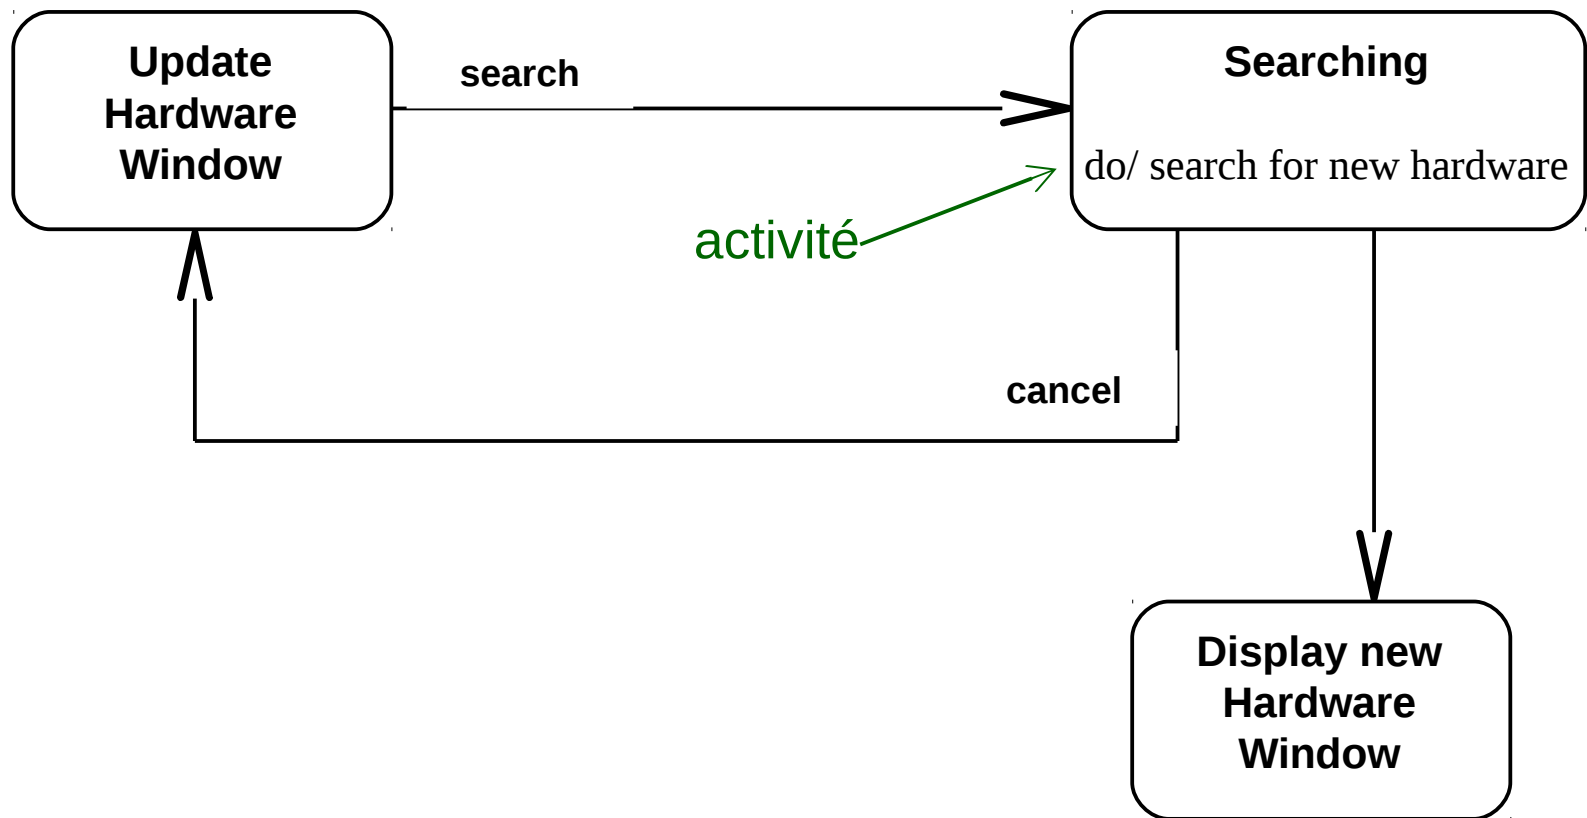 Update
Hardware
Window
search
Searching
do/ search for new hardware
activité
cancel
Display new
Hardware
Window